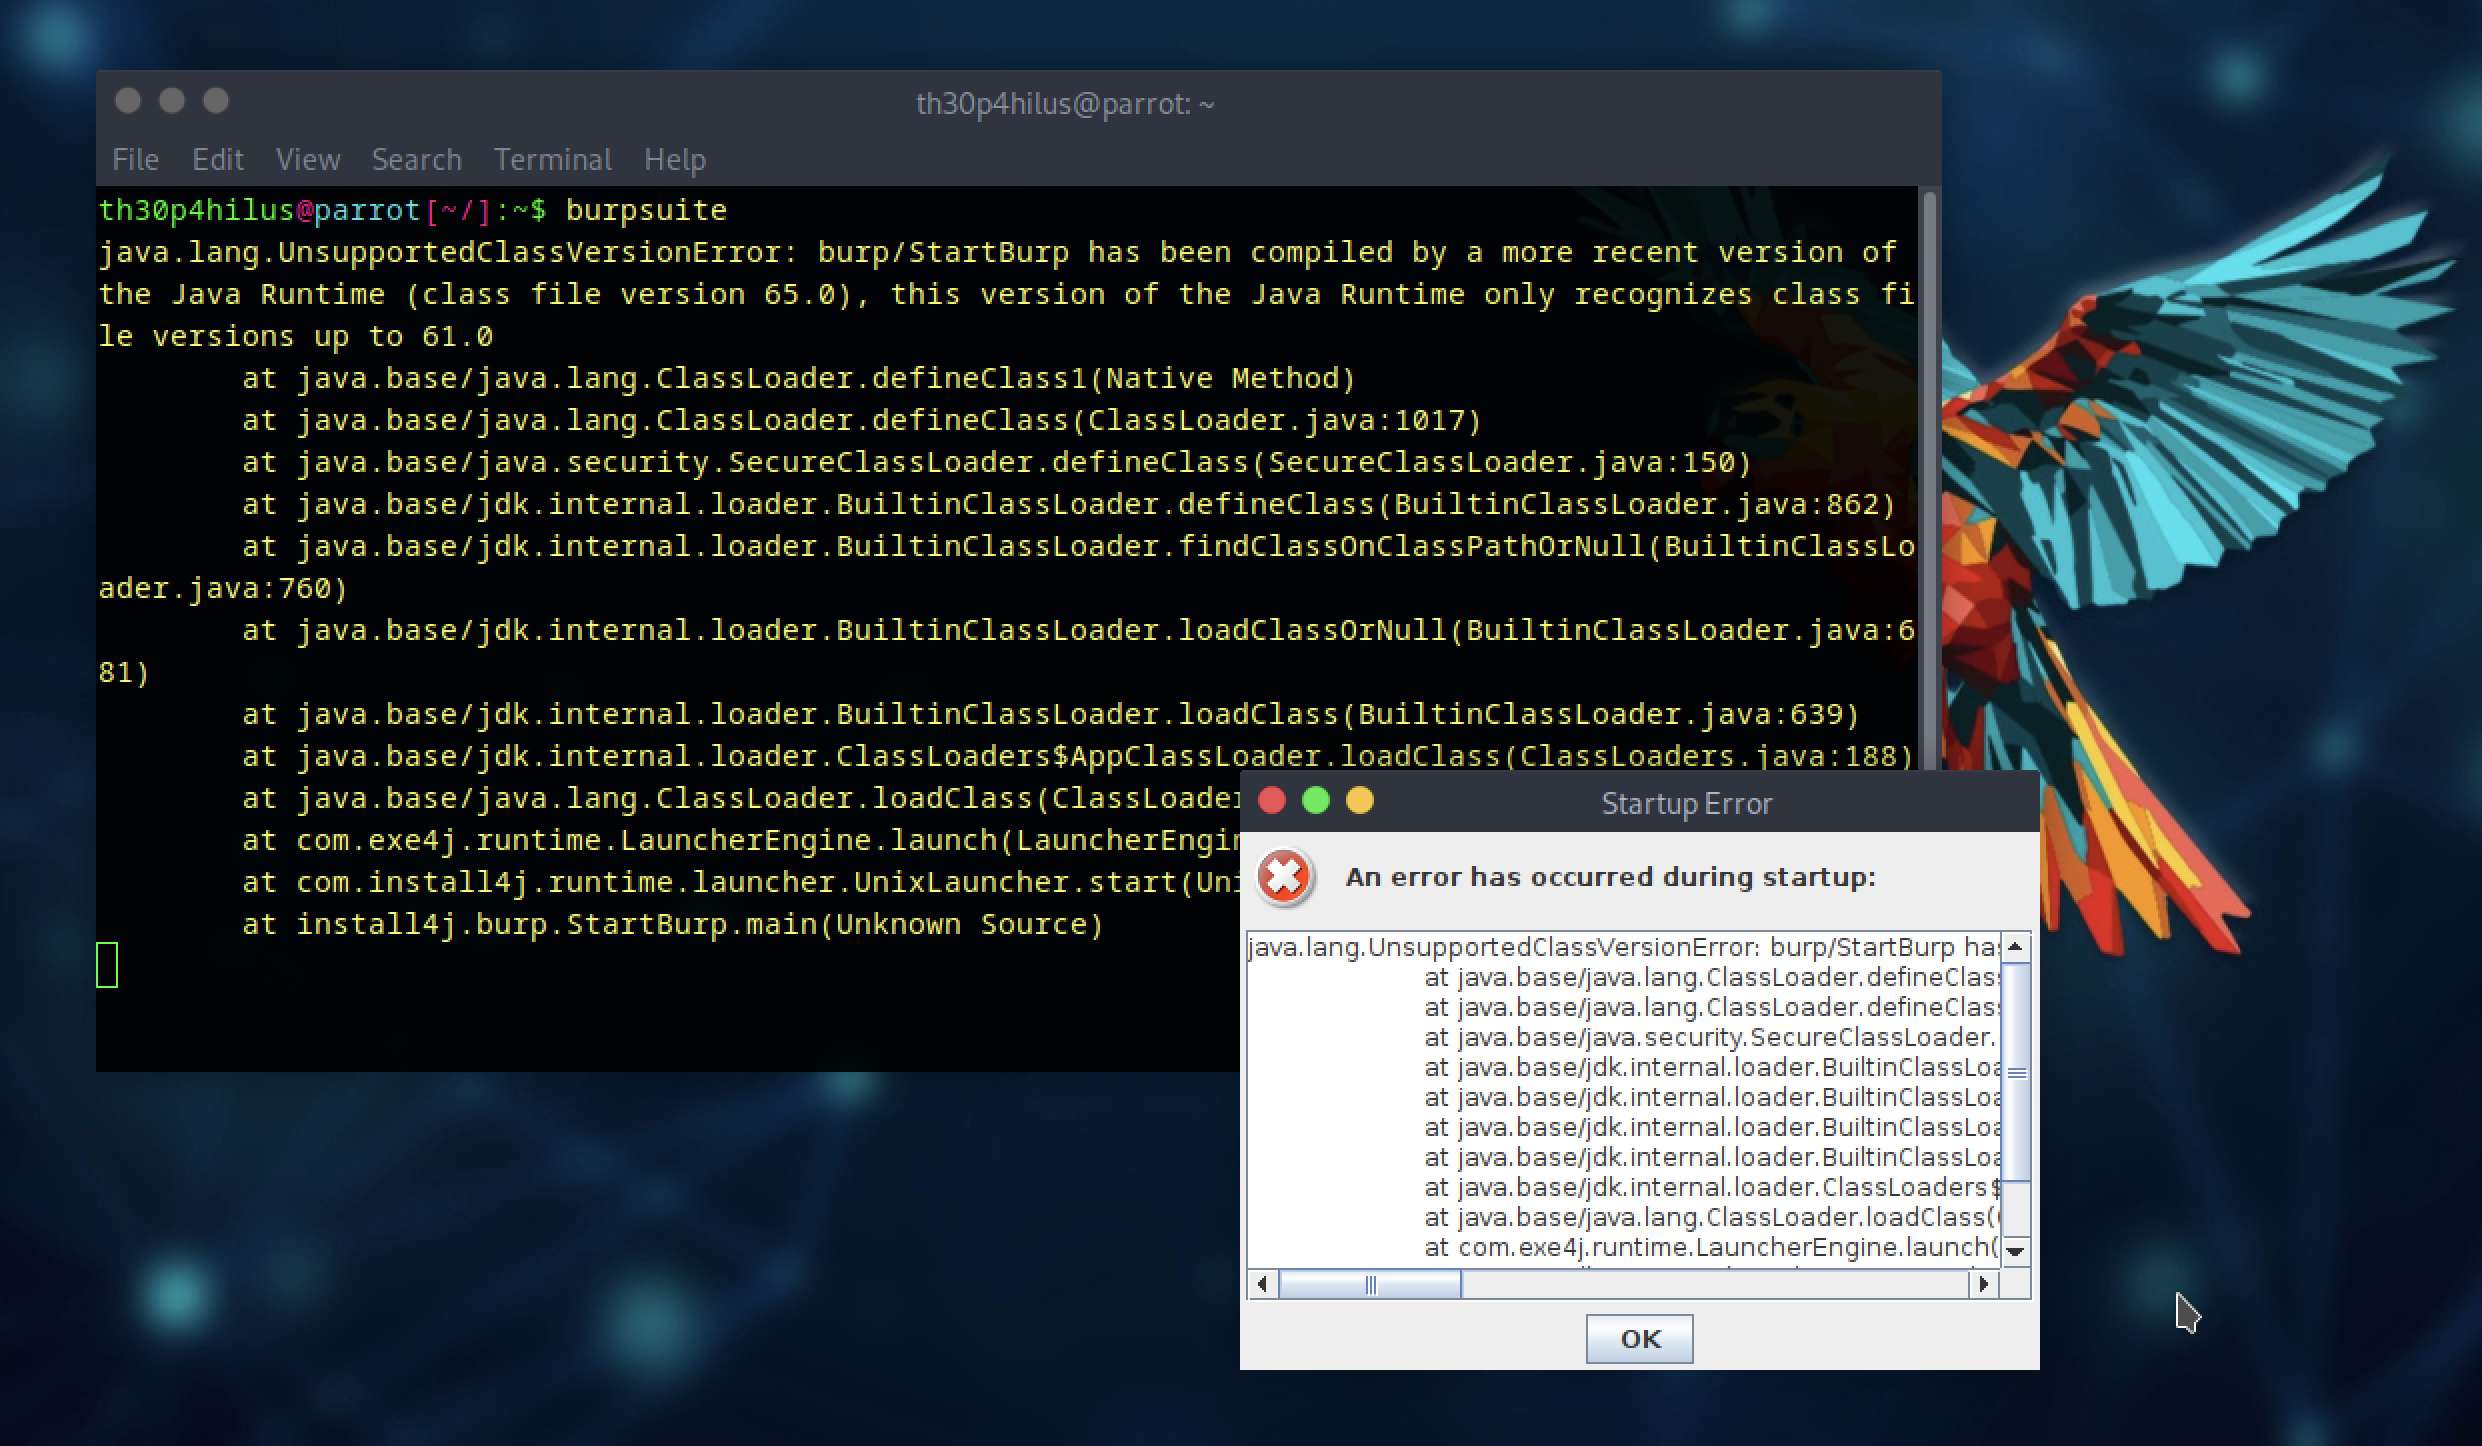 th30p4hilus@parrot: ~
File Edit View Search Terminal Help
th30p4hilus@parrot[~/]:~$ burpsuite
java.lang.UnsupportedClassVersionError: burp/StartBurp has been compiled by a more recent version of
the Java Runtime (class file version 65.0), this version of the Java Runtime only recognizes class fi
le versions up to 61.0
at java.base/java.lang.ClassLoader.defineClass1(Native Method)
at java.base/java.lang.ClassLoader.defineClass(ClassLoader.java:1017)
at java.base/java.security.SecureClassLoader.defineClass(SecureClassLoader.java:150)
at java.base/jdk.internal.loader.BuiltinClassLoader.defineClass(BuiltinClassLoader.java:862)
at java.base/jdk.internal.loader.BuiltinClassLoader.findClassOnClassPathOrNull(BuiltinClassLo
ader.java:760)
at java.base/jdk.internal.loader.BuiltinClassLoader.loadClassOrNull(BuiltinClassLoader.java:6
81)
at java.base/jdk.internal.loader.BuiltinClassLoader.loadClass(BuiltinClassLoader.java:639)
at java.base/jdk.internal.loader.ClassLoaders$AppClassLoader.loadClass(ClassLoaders.java:188)
at java.base/java.lang.ClassLoader.loadClass(ClassLoader
at com.exe4j.runtime.LauncherEngine.launch(LauncherEngin
at com.install4j.runtime.launcher.UnixLauncher.start(Uni
at install4j.burp.StartBurp.main(Unknown Source)
Startup Error
An error has occurred during startup:
java.lang.UnsupportedClassVersionError: burp/StartBurp has
at java.base/java.lang.ClassLoader.defineClass
at java.base/java.lang.ClassLoader.defineClass
at java.base/java.security.SecureClassLoader.
at java.base/jdk.internal.loader.BuiltinClassLoa
at java.base/jdk.internal.loader.BuiltinClassLoa
at java.base/jdk.internal.loader.BuiltinClassLoa
at java.base/jdk.internal.loader.BuiltinClassLoa
at java.base/jdk.internal.loader.ClassLoaders$
at java.base/java.lang.ClassLoader.loadClass(
at com.exe4j.runtime.LauncherEngine.launch(
OK